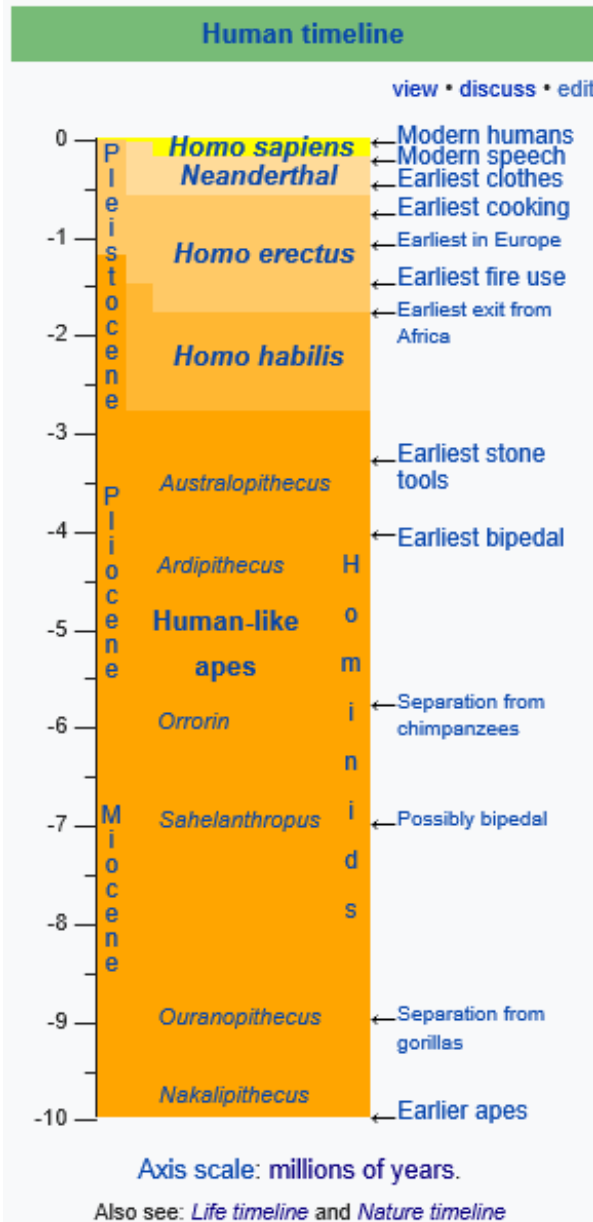 Human timeline
view • discuss • edit
0
-1
-2
-3
-4
-5
-6
-7
-8
-9
-10
Pleistocene
Pliocene
Miocene
Homo sapiens
Neanderthal
Homo erectus
Homo habilis
Australopithecus
Ardipithecus
Human-like
apes
Orrorin
Sahelanthropus
Ouranopithecus
Nakalipithecus
Hominids
Modern humans
Modern speech
Earliest clothes
Earliest cooking
Earliest in Europe
Earliest fire use
Earliest exit from
Africa
Earliest stone
tools
Earliest bipedal
Separation from
chimpanzees
Possibly bipedal
Separation from
gorillas
Earlier apes
Axis scale: millions of years.
Also see: Life timeline and Nature timeline